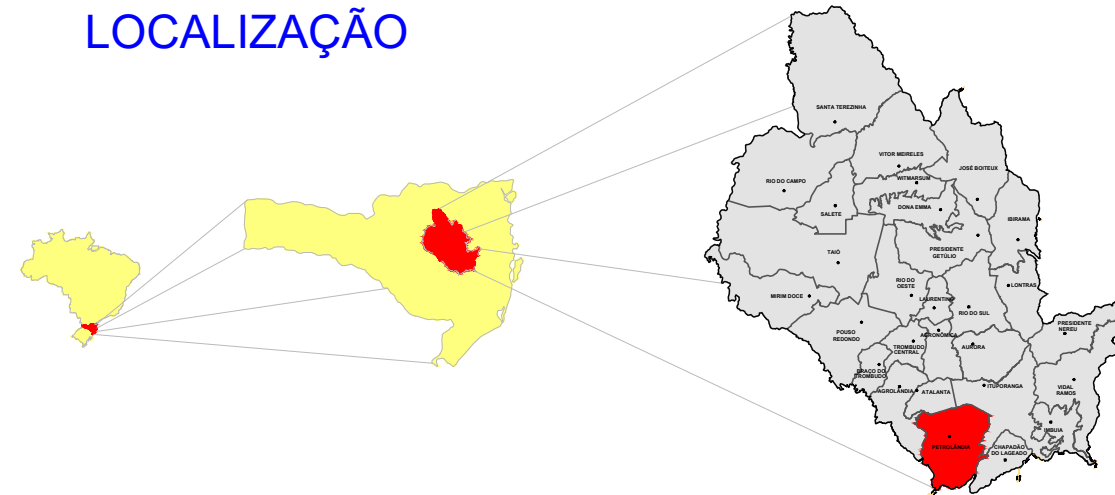 LOCALIZAÇÃO
SANTA TEREZINHA
VITOR MEIRELES
JOSÉ BOITEUX
RIO DO CAMPO
WITMARSUM
DONA EMMA
SALETE
IBIRAMA
PRESIDENTE
GETÚLIO
TAIÓ
RIO DO
OESTE
LONTRAS
MIRIM DOCE
LAURENTINO
RIO DO SUL
PRESIDENTE
NEREU
POUSO
REDONDO
AGRONÔMICA
TROMBUDO
CENTRAL
AURORA
BRAÇO DO
TROMBUDO
AGROLÂNDIA
ATALANTA
ITUPORANGA
VIDAL
RAMOS
IMBUIA
PETROLÂNDIA
CHAPADÃO
DO LAGEADO